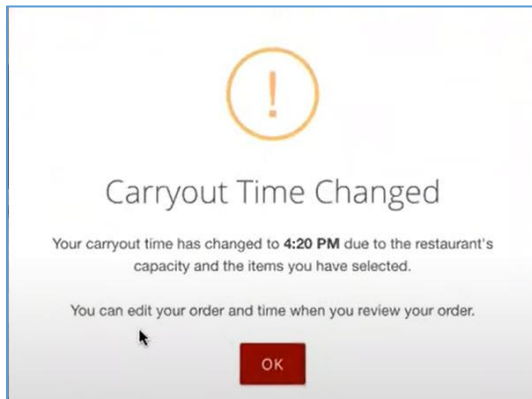 !
Carryout Time Changed
Your carryout time has changed to 4:20 PM due to the restaurant's
capacity and the items you have selected.
You can edit your order and time when you review your order.
OK